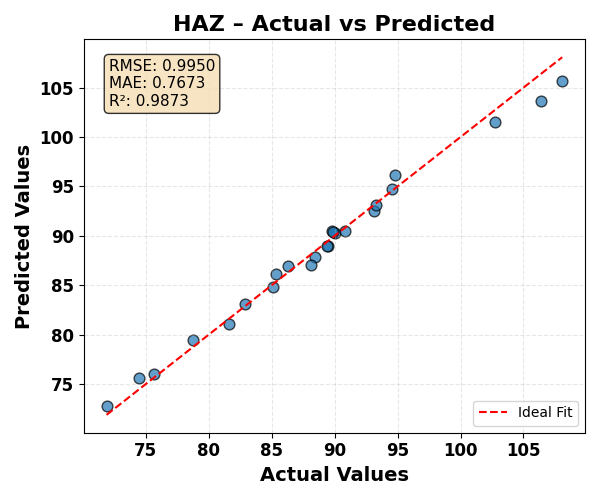 HAZ – Actual vs Predicted
RMSE: 0.9950
MAE: 0.7673
R²: 0.9873
Predicted Values
105
100
95
90
85
80
75
75
80
85
90
95
100
105
Ideal Fit
Actual Values